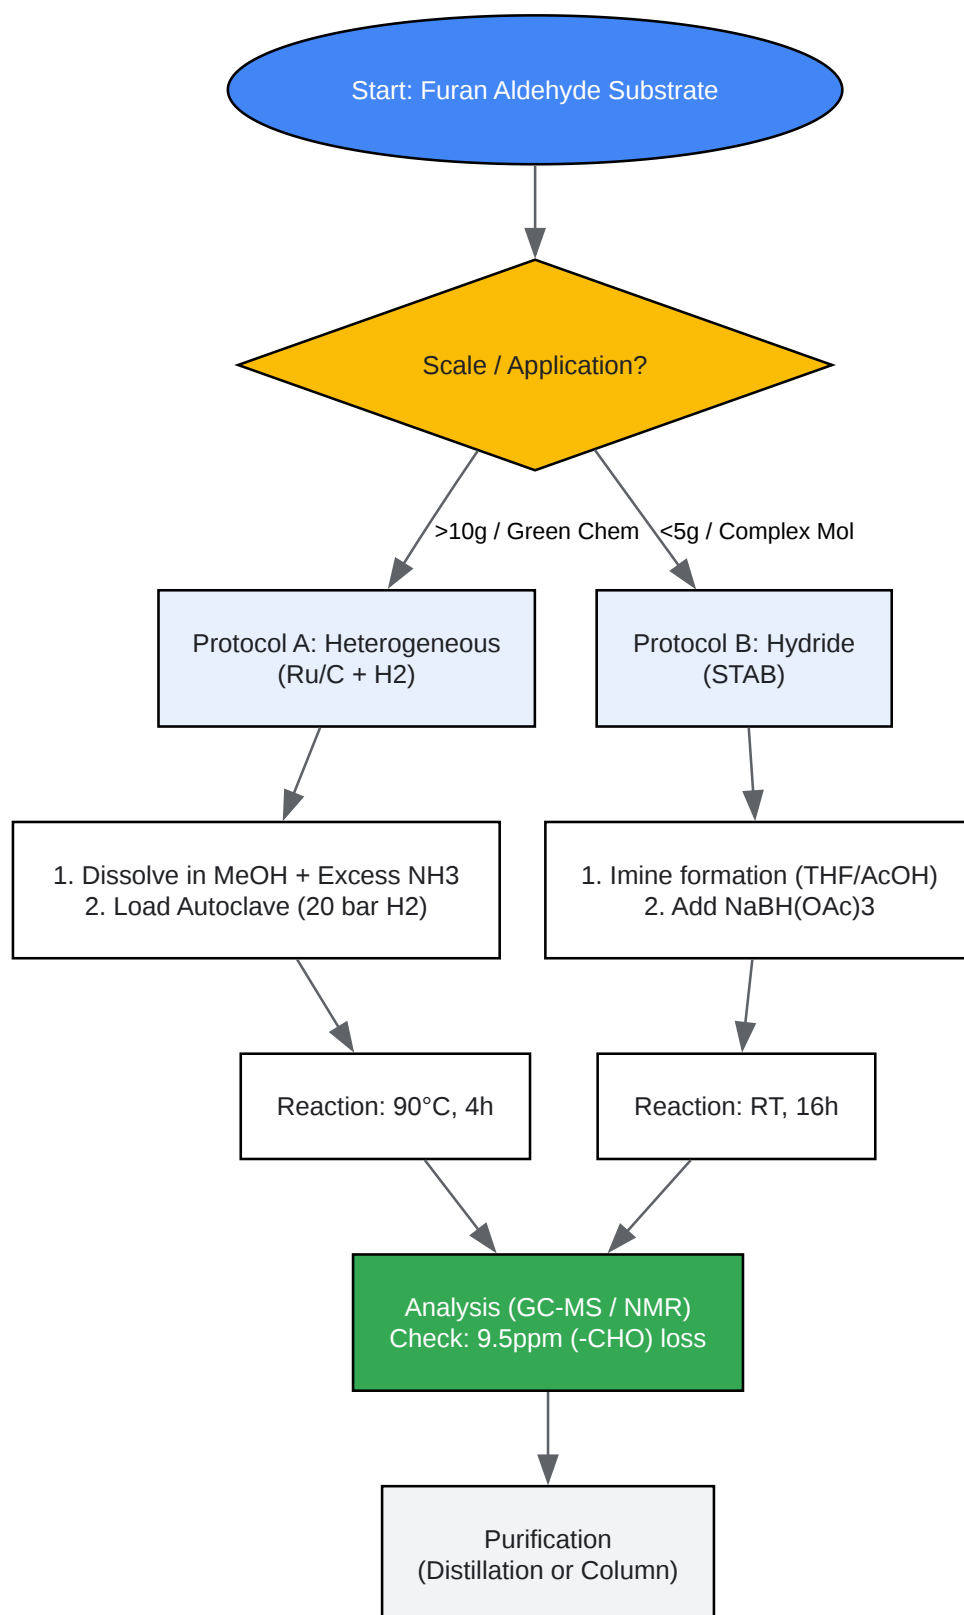 Start: Furan Aldehyde Substrate
Scale / Application?
>10g / Green Chem
<5g / Complex Mol
Protocol A: Heterogeneous
(Ru/C + H2)
Protocol B: Hydride
(STAB)
1. Dissolve in MeOH + Excess NH3
2. Load Autoclave (20 bar H2)
1. Imine formation (THF/AcOH)
2. Add NaBH(OAc)3
Reaction: 90°C, 4h
Reaction: RT, 16h
Analysis (GC-MS / NMR)
Check: 9.5ppm (-CHO) loss
Purification
(Distillation or Column)